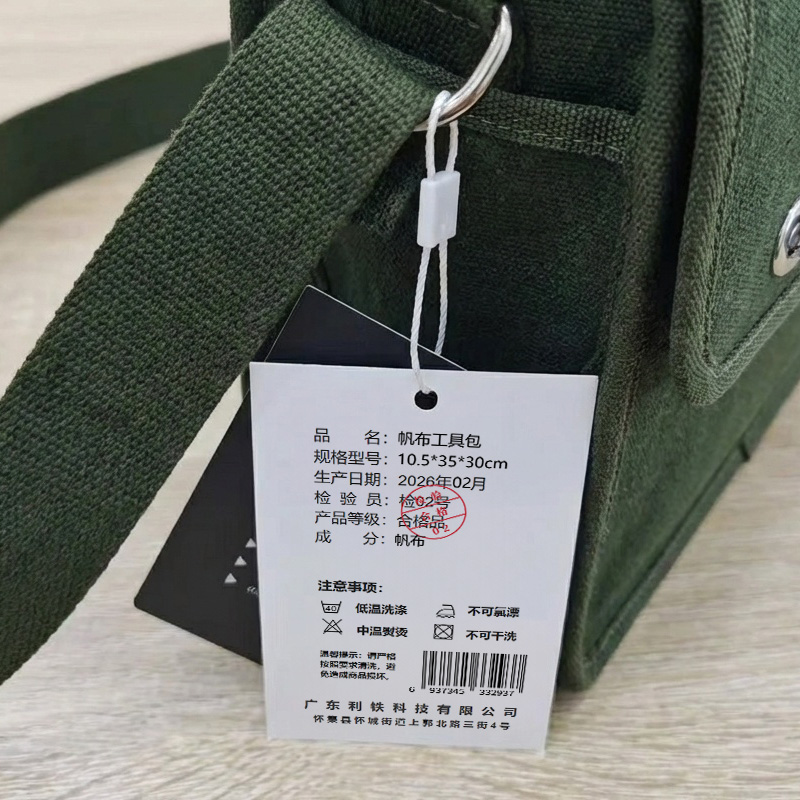 品 名：帆布工具包
规格型号：10.5*35*30cm
生产日期：2026年02月
检 验 员：检02号
产品等级：合格品
成 分：帆布
注意事项：
40 低温洗涤 不可氯漂
中温熨烫 不可干洗
温馨提示：请严格
按照要求清洗，避
免造成商品损坏。
6 937345 332937
广东利铁科技有限公司
怀集县怀城街道上郭北路三街4号